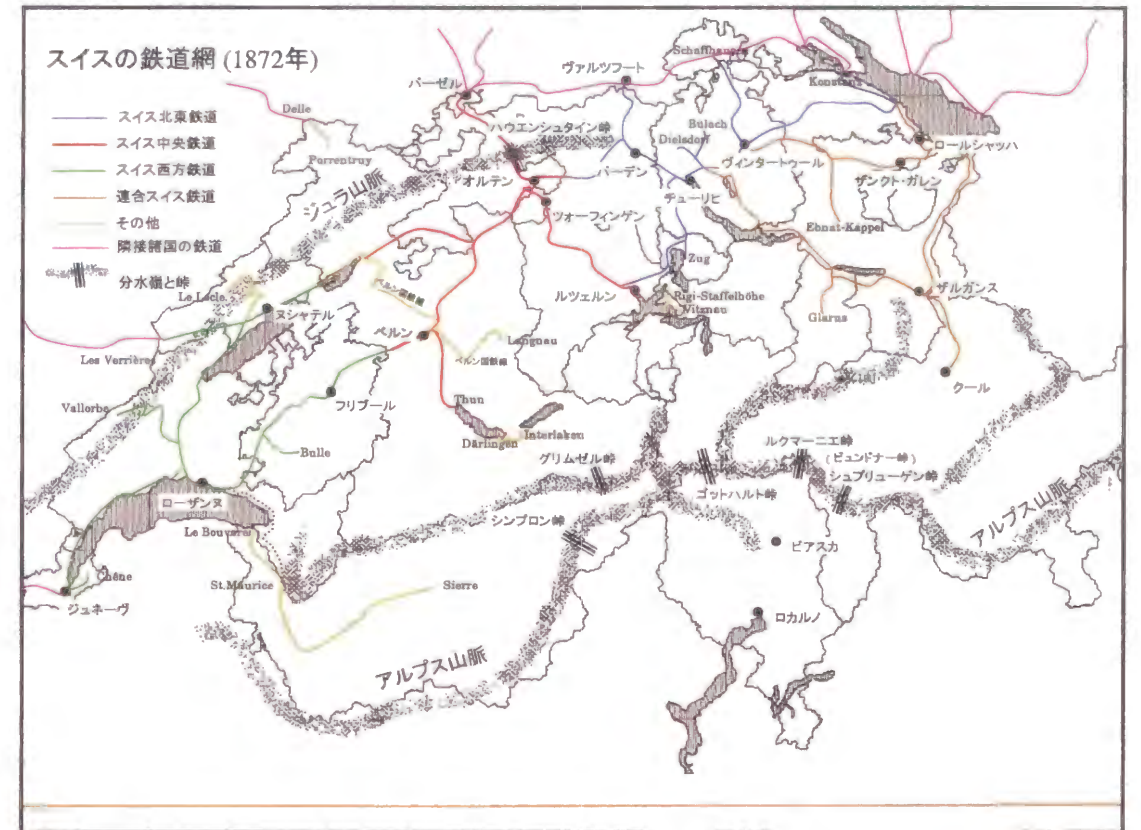 スイスの鉄道網 (1872年)
スイス北東鉄道
スイス中央鉄道
スイス西方鉄道
連合スイス鉄道
その他
隣接諸国の鉄道
分水嶺と峠
バーゼル
ヴァルツフート
Schaffhausen
Konstanz
Delle
Porrentruy
ハウエンシュタイン峠
Dielsdorf
Bülach
ヴィンタートゥール
ロールシャッハ
ザンクト・ガレン
バーデン
オルテン
チューリヒ
ツォーフィンゲン
Ebnat-Kappel
ジュラ山脈
Zug
ルツェルン
Rigi-Staffelhöhe
Vitznau
Glarus
ザルガンス
クール
Le Locle
ヌシャテル
ベルン国鉄線
ベルン
Langnau
ベルン国鉄線
Les Verrières
Vallorbe
フリブール
Bulle
Thun
Därligen
Interlaken
グリムゼル峠
ルクマーニエ峠
(ビュンドナー峠)
シュプリューゲン峠
ゴットハルト峠
シンプロン峠
アルプス山脈
ローザンヌ
Le Bouveret
ビアスカ
Chêne
ジュネーヴ
St.Maurice
Sierre
ロカルノ
アルプス山脈